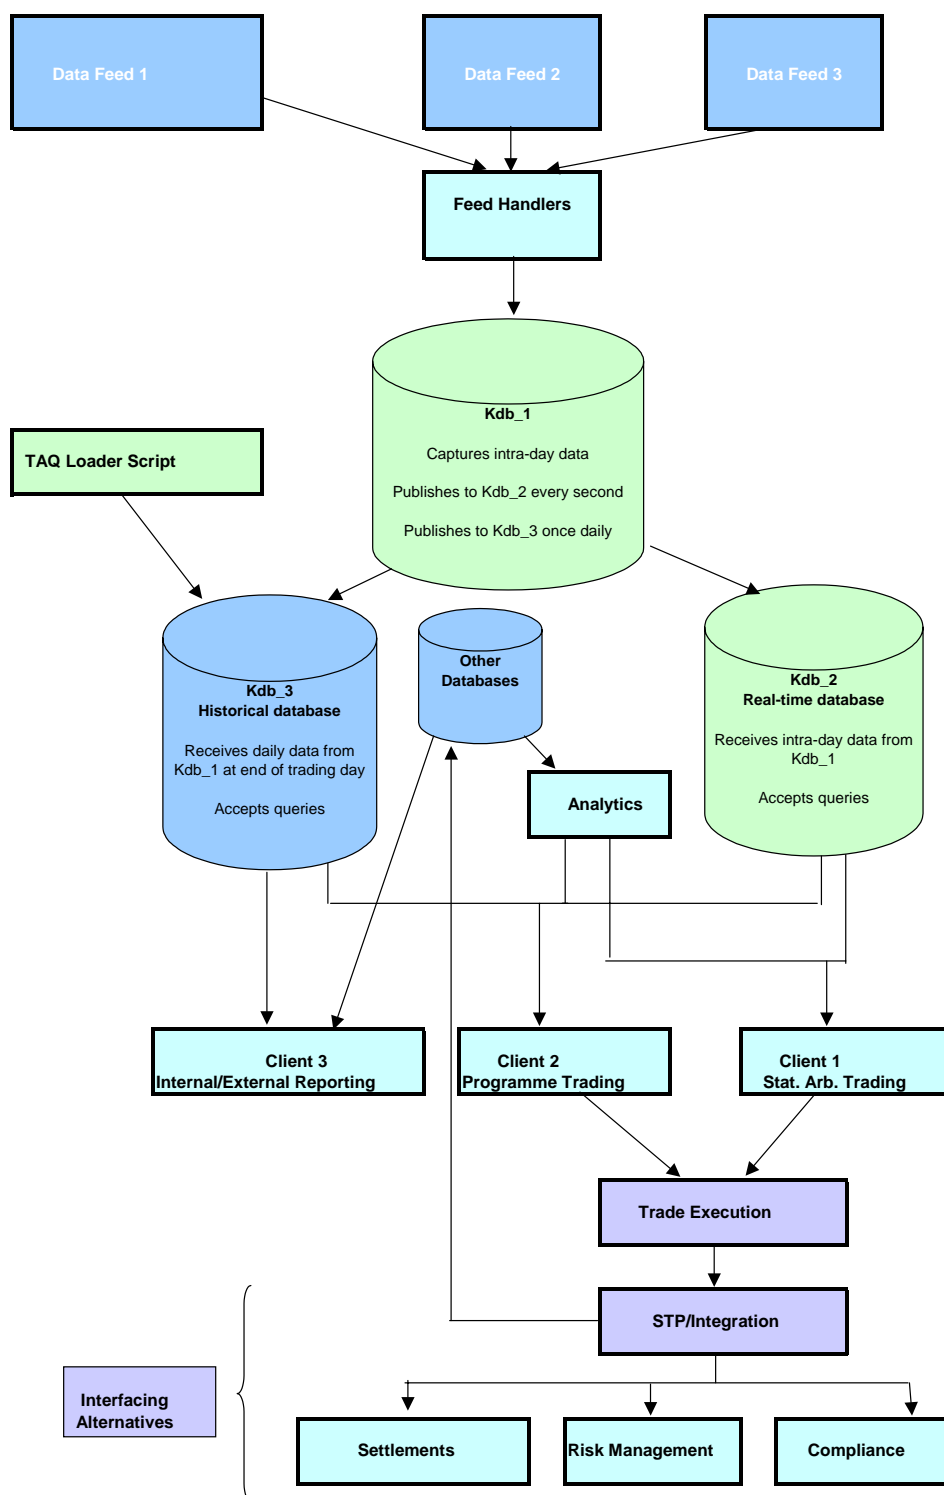 Data Feed 1
Data Feed 2
Data Feed 3
Feed Handlers
Kdb_1
Captures intra-day data
Publishes to Kdb_2 every second
Publishes to Kdb_3 once daily
TAQ Loader Script
Kdb_3
Historical database
Receives daily data from
Kdb_1 at end of trading day
Accepts queries
Other
Databases
Kdb_2
Real-time database
Receives intra-day data from
Kdb_1
Accepts queries
Analytics
Client 3
Internal/External Reporting
Client 2
Programme Trading
Client 1
Stat. Arb. Trading
Trade Execution
STP/Integration
Interfacing
Alternatives
Settlements
Risk Management
Compliance